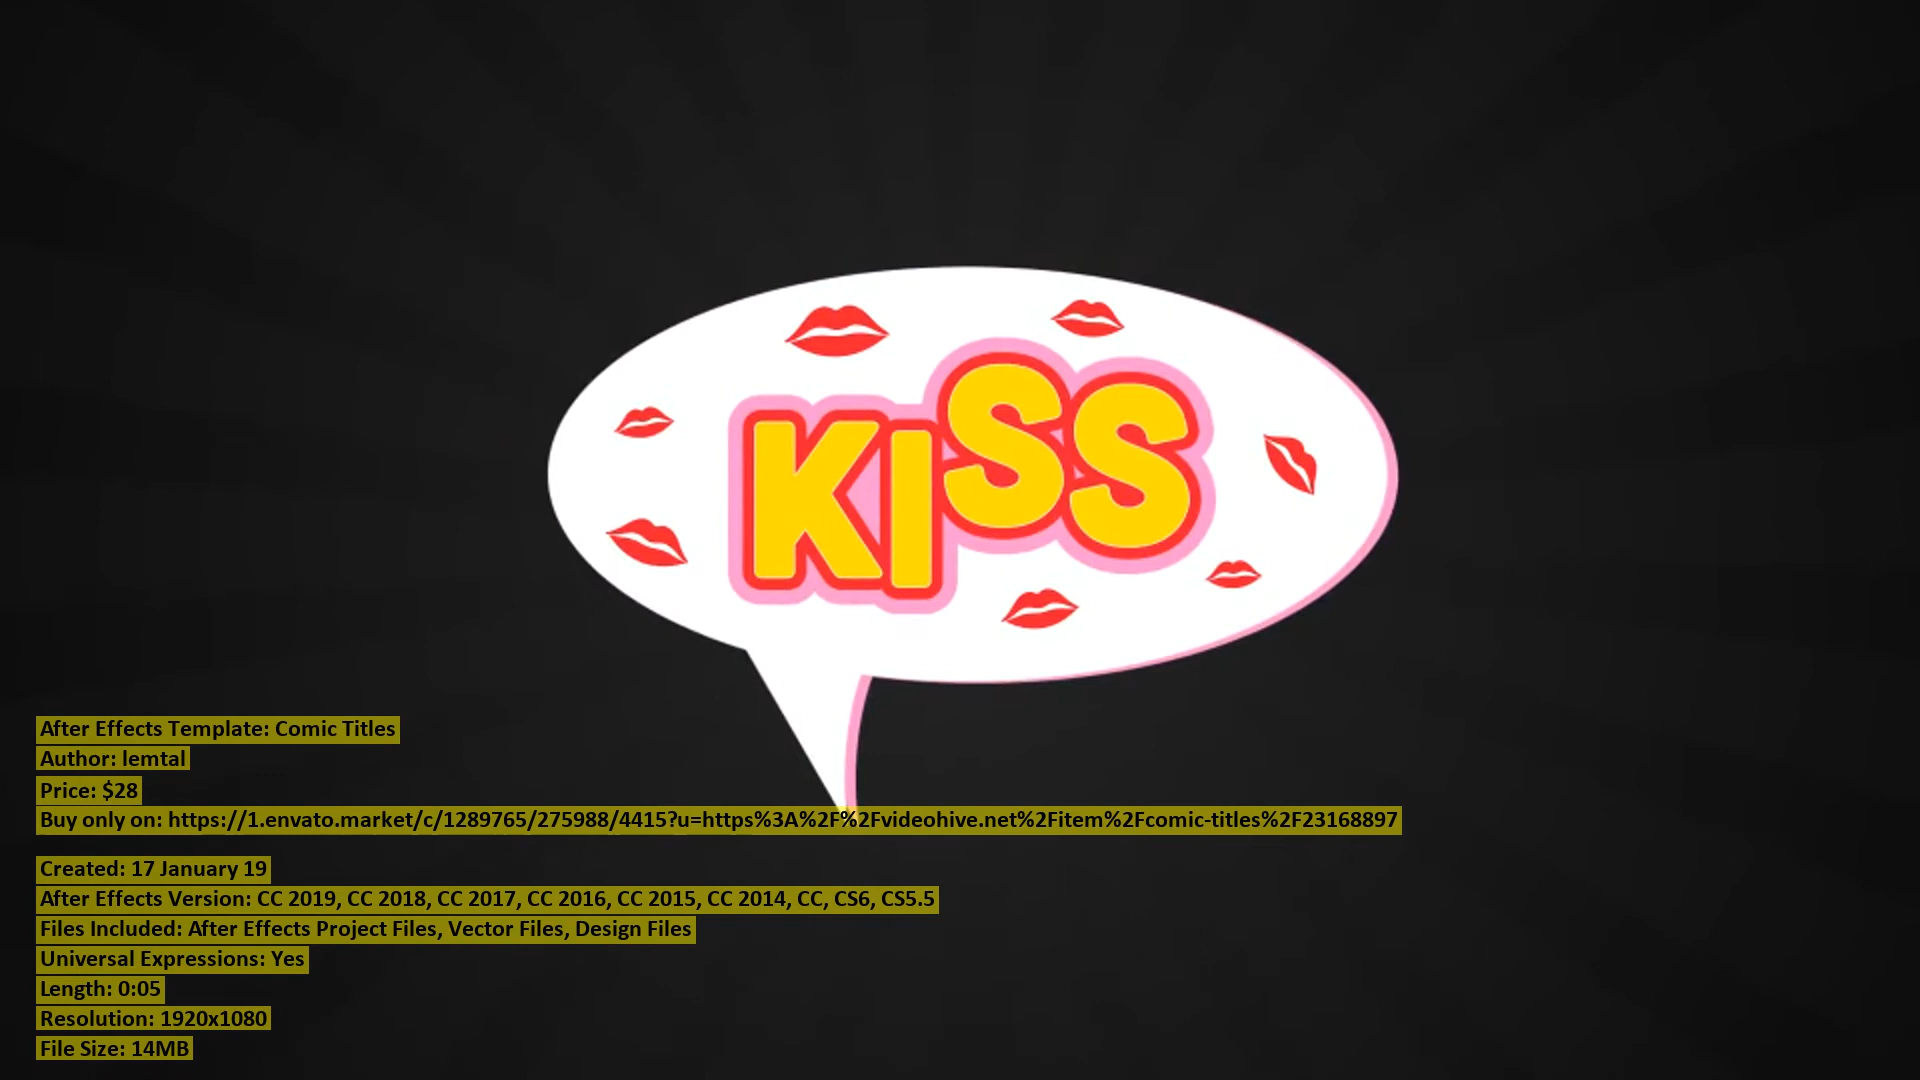 KISS
After Effects Template: Comic Titles
Author: lemtal
Price: $28
Buy only on: https://1.envato.market/c/1289765/275988/4415?u=https%3A%2F%2Fvideohive.net%2Fitem%2Fcomic-titles%2F23168897
Created: 17 January 19
After Effects Version: CC 2019, CC 2018, CC 2017, CC 2016, CC 2015, CC 2014, CC, CS6, CS5.5
Files Included: After Effects Project Files, Vector Files, Design Files
Universal Expressions: Yes
Length: 0:05
Resolution: 1920x1080
File Size: 14MB